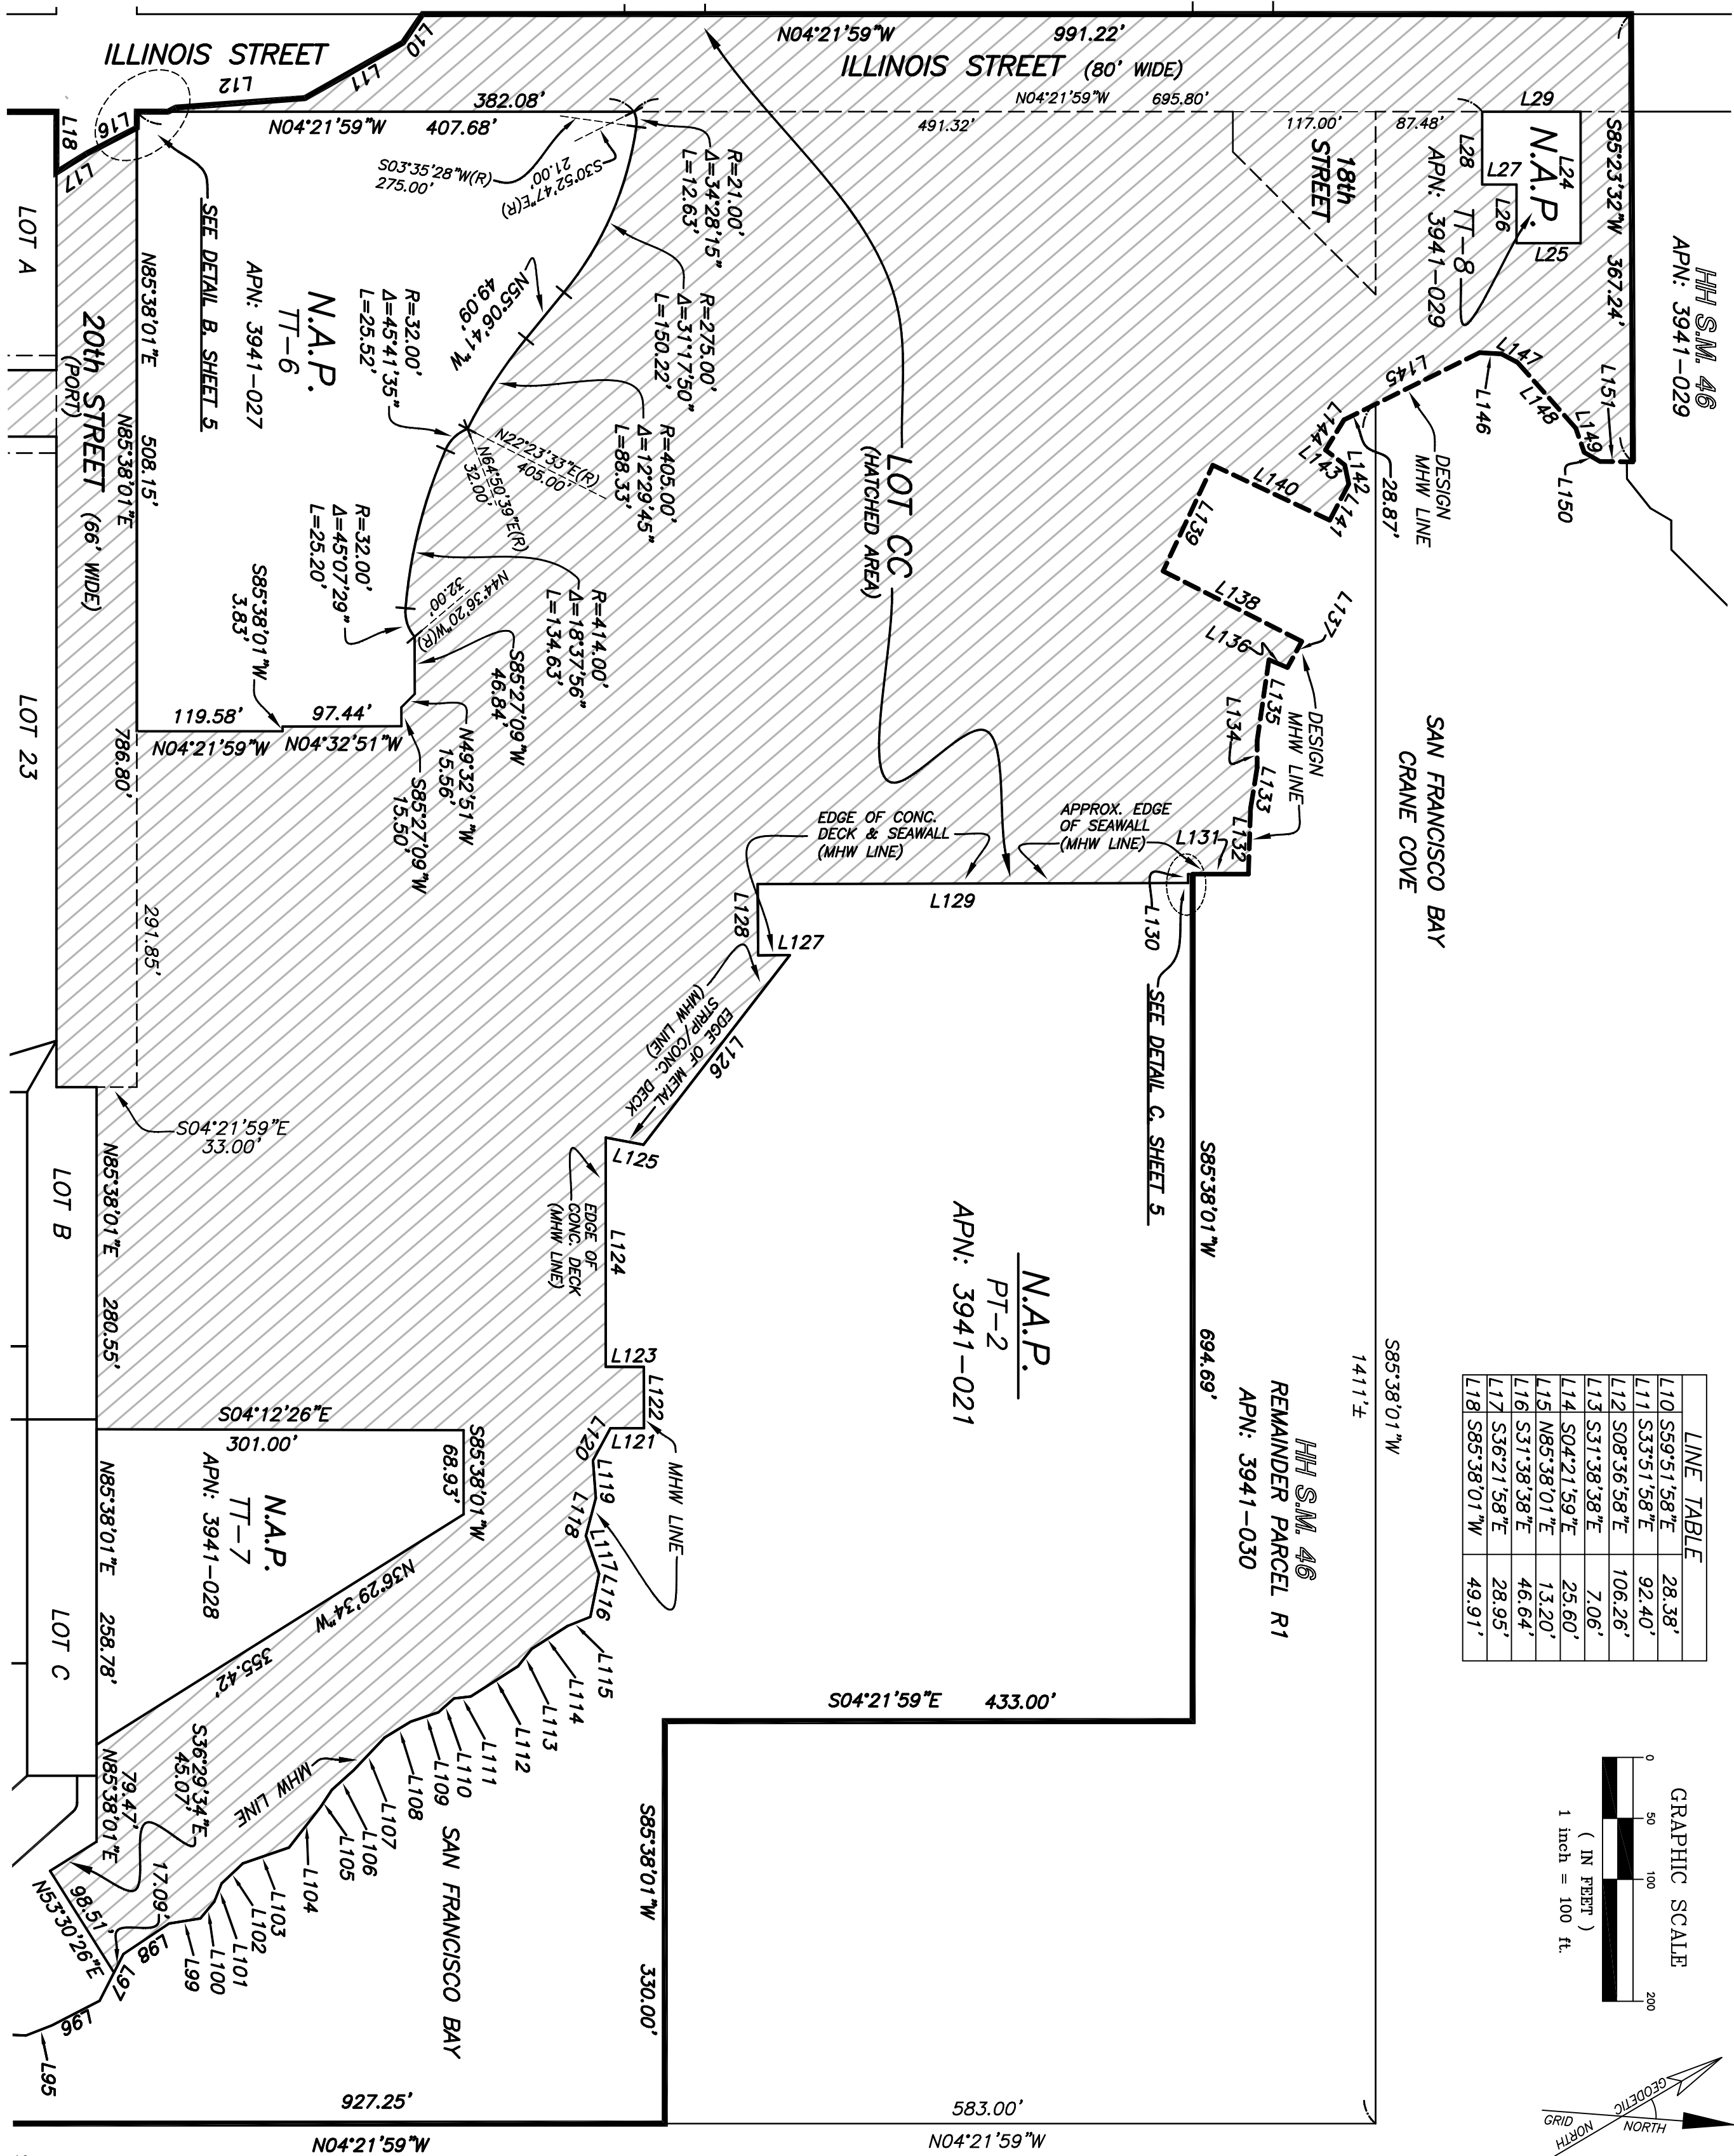 HH S.M. 46
APN: 3941-029
SAN FRANCISCO BAY
CRANE COVE
S85°38'01"W
1411'±
HH S.M. 46
REMAINDER PARCEL R1
APN: 3941-030
LINE TABLE
L10 S59°51'58"E 28.38'
L11 S33°51'58"E 92.40'
L12 S08°36'58"E 106.26'
L13 S31°38'38"E 7.06'
L14 S04°21'59"E 25.60'
L15 N85°38'01"E 13.20'
L16 S31°38'38"E 46.64'
L17 S36°21'58"E 28.95'
L18 S85°38'01"W 49.91'
GRAPHIC SCALE
0 50 100 200
( IN FEET )
1 inch = 100 ft.
GEODETIC
NORTH
GRID
NORTH
S85°23'32"W 367.24'
L29
L24
N.A.P.
L27
L28
L26
L25
TT-8
APN: 3941-029
87.48'
117.00'
18th
STREET
L151
L147
L148
L149
L150
L146
L145
DESIGN
MHW LINE
28.87'
L144
L143
L142
L141
L140
L139
L138
L137
L136
L135
L134
L133
L132
DESIGN
MHW LINE
L131
L130
APPROX. EDGE
OF SEAWALL
(MHW LINE)
EDGE OF CONC.
DECK & SEAWALL
(MHW LINE)
L129
L128
L127
SEE DETAIL C, SHEET 5
S85°38'01"W 694.69'
N04°21'59"W 991.22'
ILLINOIS STREET (80' WIDE)
N04°21'59"W 695.80'
491.32'
LOT CC
(HATCHED AREA)
ILLINOIS STREET
L10
L11
L12
382.08'
N04°21'59"W 407.68'
L16
L17
L18
S03°35'28"W(R)
275.00'
S30°52'47"E(R)
21.00'
R=21.00'
Δ=34°28'15"
L=12.63'
R=275.00'
Δ=31°17'50"
L=150.22'
N55°06'41"W
49.09'
R=405.00'
Δ=12°29'45"
L=88.33'
R=32.00'
Δ=45°41'35"
L=25.52'
N22°23'33"E(R)
405.00'
N64°50'39"E(R)
32.00'
R=414.00'
Δ=18°37'56"
L=134.63'
R=32.00'
Δ=45°07'29"
L=25.20'
N44°36'20"W(R)
32.00'
S85°27'09"W
46.84'
N49°32'51"W
15.56'
S85°27'09"W
15.50'
S85°38'01"W
3.83'
119.58'
97.44'
N04°21'59"W
N04°32'51"W
SEE DETAIL B, SHEET 5
N.A.P.
TT-6
APN: 3941-027
N85°38'01"E 508.15'
20th STREET (66' WIDE)
(PORT)
N85°38'01"E
786.80'
291.85'
LOT A
LOT 23
S04°21'59"E
33.00'
LOT B
N85°38'01"E 280.55'
L126
EDGE OF METAL
STRIP/CONC. DECK
(MHW LINE)
L125
L124
EDGE OF
CONC. DECK
(MHW LINE)
L123
L122
L121
MHW LINE
L120
L119
L118
L117
L116
L115
L114
L113
L112
L111
L110
L109
L108
L107
L106
L105
L104
L103
L102
L101
L100
L99
L98
L97
L96
L95
MHW LINE
N.A.P.
PT-2
APN: 3941-021
S04°21'59"E 433.00'
S85°38'01"W 330.00'
SAN FRANCISCO BAY
S04°12'26"E
301.00'
S85°38'01"W
68.93'
N.A.P.
TT-7
APN: 3941-028
N36°29'34"W
355.42'
N85°38'01"E 258.78'
LOT C
N85°38'01"E
79.47'
S36°29'34"E
45.07'
17.09'
98.51'
N53°30'26"E
927.25'
N04°21'59"W
583.00'
N04°21'59"W